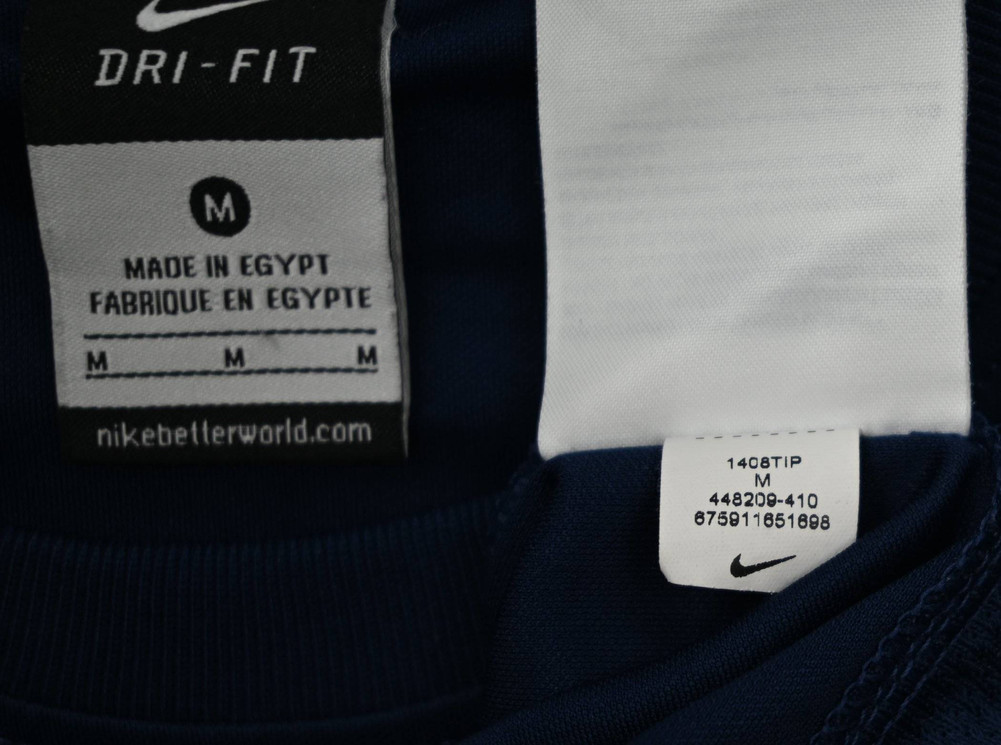 DRI-FIT
M
MADE IN EGYPT
FABRIQUE EN EGYPTE
M M M
nikebetterworld.com
1408TIP
M
448209-410
675911651698